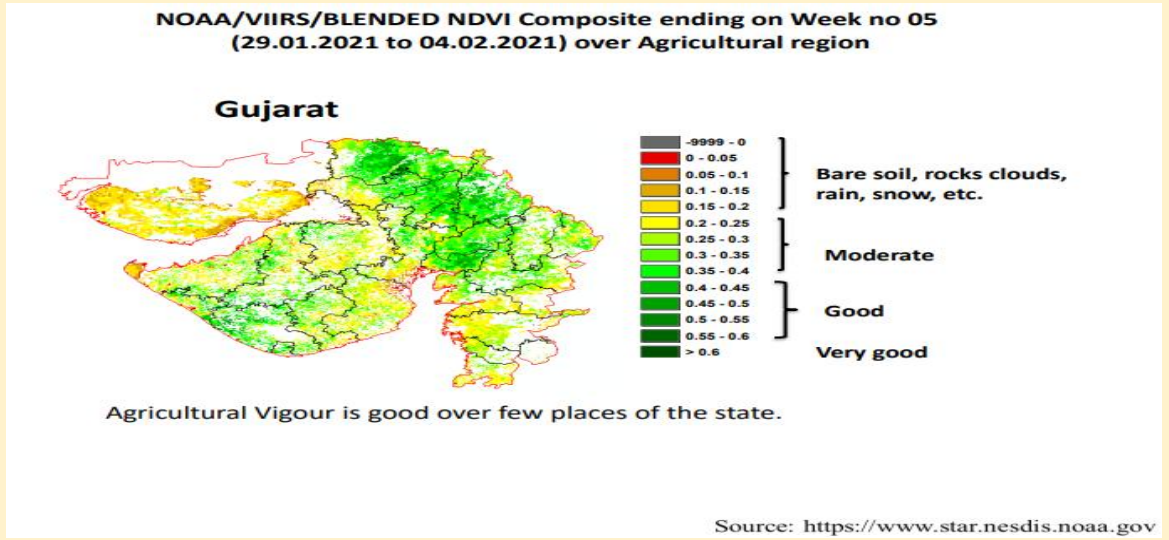 NOAA/VIIRS/BLENDED NDVI Composite ending on Week no 05
(29.01.2021 to 04.02.2021) over Agricultural region
Gujarat
-9999 - 0
0 - 0.05
0.05 - 0.1
0.1 - 0.15
0.15 - 0.2
0.2 - 0.25
0.25 - 0.3
0.3 - 0.35
0.35 - 0.4
0.4 - 0.45
0.45 - 0.5
0.5 - 0.55
0.55 - 0.6
> 0.6
Bare soil, rocks clouds,
rain, snow, etc.
Moderate
Good
Very good
Agricultural Vigour is good over few places of the state.
Source: https://www.star.nesdis.noaa.gov